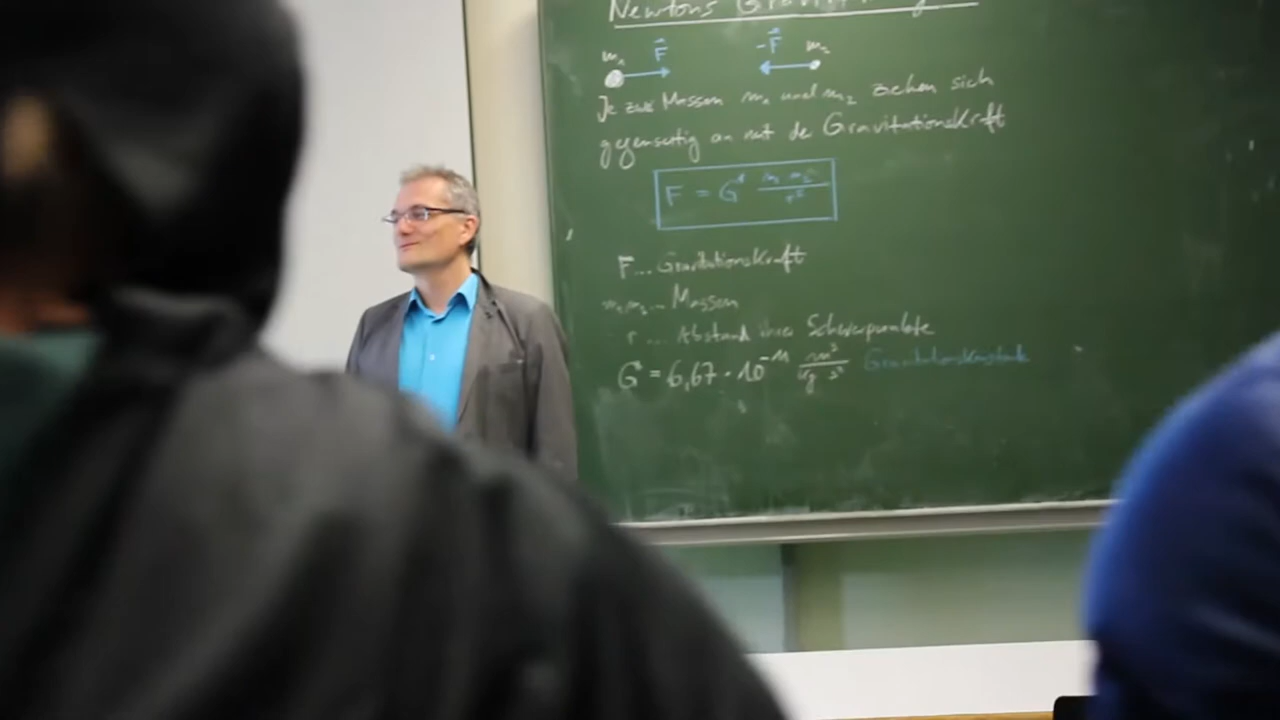 Newtons
m₁ F⃗ -F⃗ m₂
Je zwei Massen m₁ und m₂ ziehen sich
gegenseitig an mit der Gravitationskraft
F = G* m₁·m₂/r²
F... Gravitationskraft
m₁,m₂... Massen
r ... Abstand ihrer Schwerpunkte
G* = 6,67 · 10⁻¹¹ m³/kg s² Gravitationskonstante